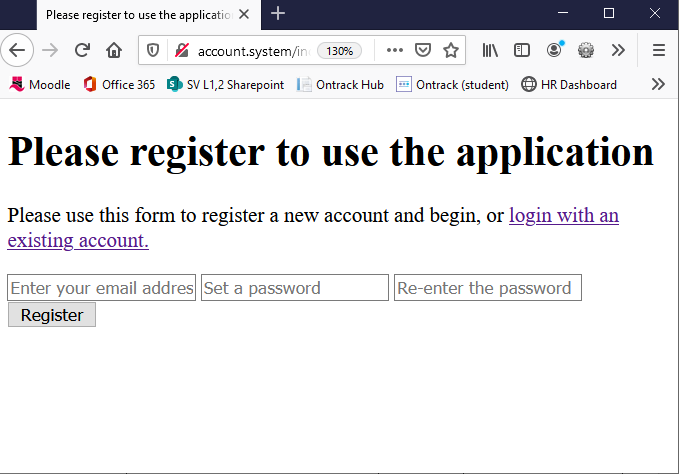 Please register to use the applicatio
account.system/in
130%
Moodle
Office 365
SV L1,2 Sharepoint
Ontrack Hub
Ontrack (student)
HR Dashboard
Please register to use the application
Please use this form to register a new account and begin, or login with an
existing account.
Enter your email addres
Set a password
Re-enter the password
Register